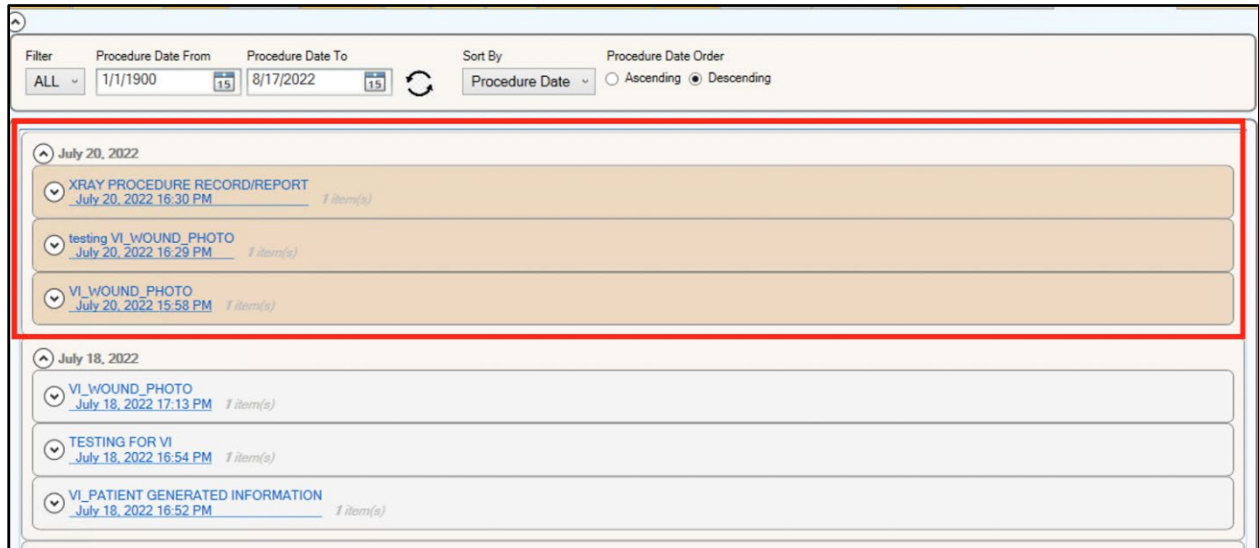 Filter Procedure Date From Procedure Date To Sort By Procedure Date Order
ALL 1/1/1900 15 8/17/2022 15 Procedure Date Ascending Descending
July 20, 2022
XRAY PROCEDURE RECORD/REPORT
July 20, 2022 16:30 PM 1 item(s)
testing VI_WOUND_PHOTO
July 20, 2022 16:29 PM 1 item(s)
VI_WOUND_PHOTO
July 20, 2022 15:58 PM 1 item(s)
July 18, 2022
VI_WOUND_PHOTO
July 18, 2022 17:13 PM 1 item(s)
TESTING FOR VI
July 18, 2022 16:54 PM 1 item(s)
VI_PATIENT GENERATED INFORMATION
July 18, 2022 16:52 PM 1 item(s)